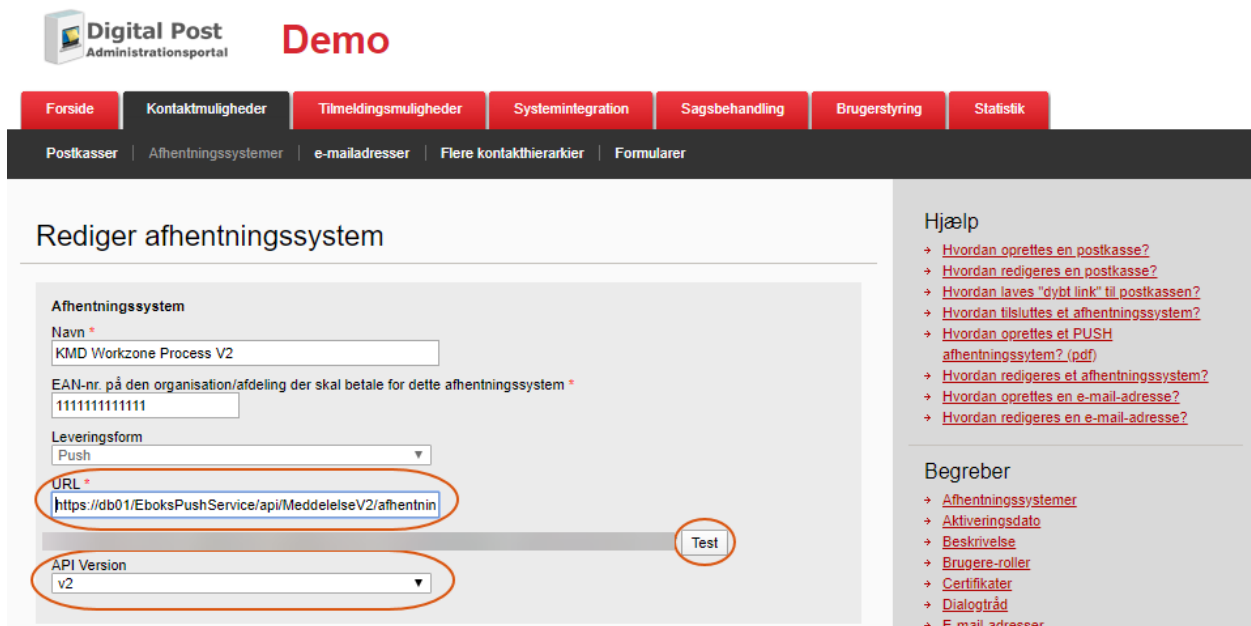 Digital Post
Administrationsportal
Demo
Forside
Kontaktmuligheder
Tilmeldingsmuligheder
Systemintegration
Sagsbehandling
Brugerstyring
Statistik
Postkasser
Afhentningssystemer
e-mailadresser
Flere kontakthierarkier
Formularer
Rediger afhentningssystem
Afhentningssystem
Navn *
KMD Workzone Process V2
EAN-nr. på den organisation/afdeling der skal betale for dette afhentningssystem *
1111111111111
Leveringsform
Push
URL *
https://db01/EboksPushService/api/MeddelelseV2/afhentnin
Test
API Version
v2
Hjælp
Hvordan oprettes en postkasse?
Hvordan redigeres en postkasse?
Hvordan laves "dybt link" til postkassen?
Hvordan tilsluttes et afhentningssystem?
Hvordan oprettes et PUSH
afhentningssytem? (pdf)
Hvordan redigeres et afhentningssystem?
Hvordan oprettes en e-mail-adresse?
Hvordan redigeres en e-mail-adresse?
Begreber
Afhentningssystemer
Aktiveringsdato
Beskrivelse
Brugere-roller
Certifikater
Dialogtråd
E-mail-adresser